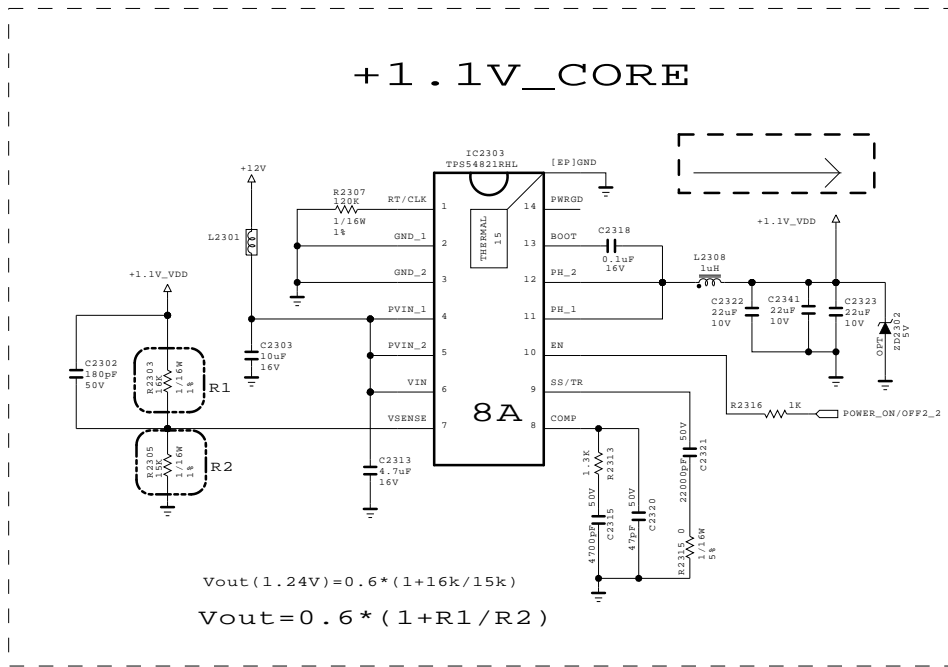 +1.1V_CORE
IC2303
TPS54821RHL
[EP]GND
+12V
R2307
120K
1/16W
1%
RT/CLK
1
14
PWRGD
THERMAL
15
+1.1V_VDD
L2301
GND_1
2
13
BOOT
C2318
0.1uF
16V
L2308
1uH
+1.1V_VDD
GND_2
3
12
PH_2
C2322
22uF
10V
C2341
22uF
10V
C2323
22uF
10V
OPT
ZD2302
5V
PVIN_1
4
11
PH_1
C2303
10uF
16V
PVIN_2
5
10
EN
C2302
180pF
50V
R2303
16K
1/16W
1%
R1
VIN
6
9
SS/TR
8A
R2316
1K
POWER_ON/OFF2_2
VSENSE
7
8
COMP
R2305
15K
1/16W
1%
R2
C2313
4.7uF
16V
1.3K
R2313
50V
C2321
22000pF
50V
C2315
4700pF
50V
C2320
47pF
R2315
0
1/16W
5%
Vout(1.24V)=0.6*(1+16k/15k)
Vout=0.6*(1+R1/R2)